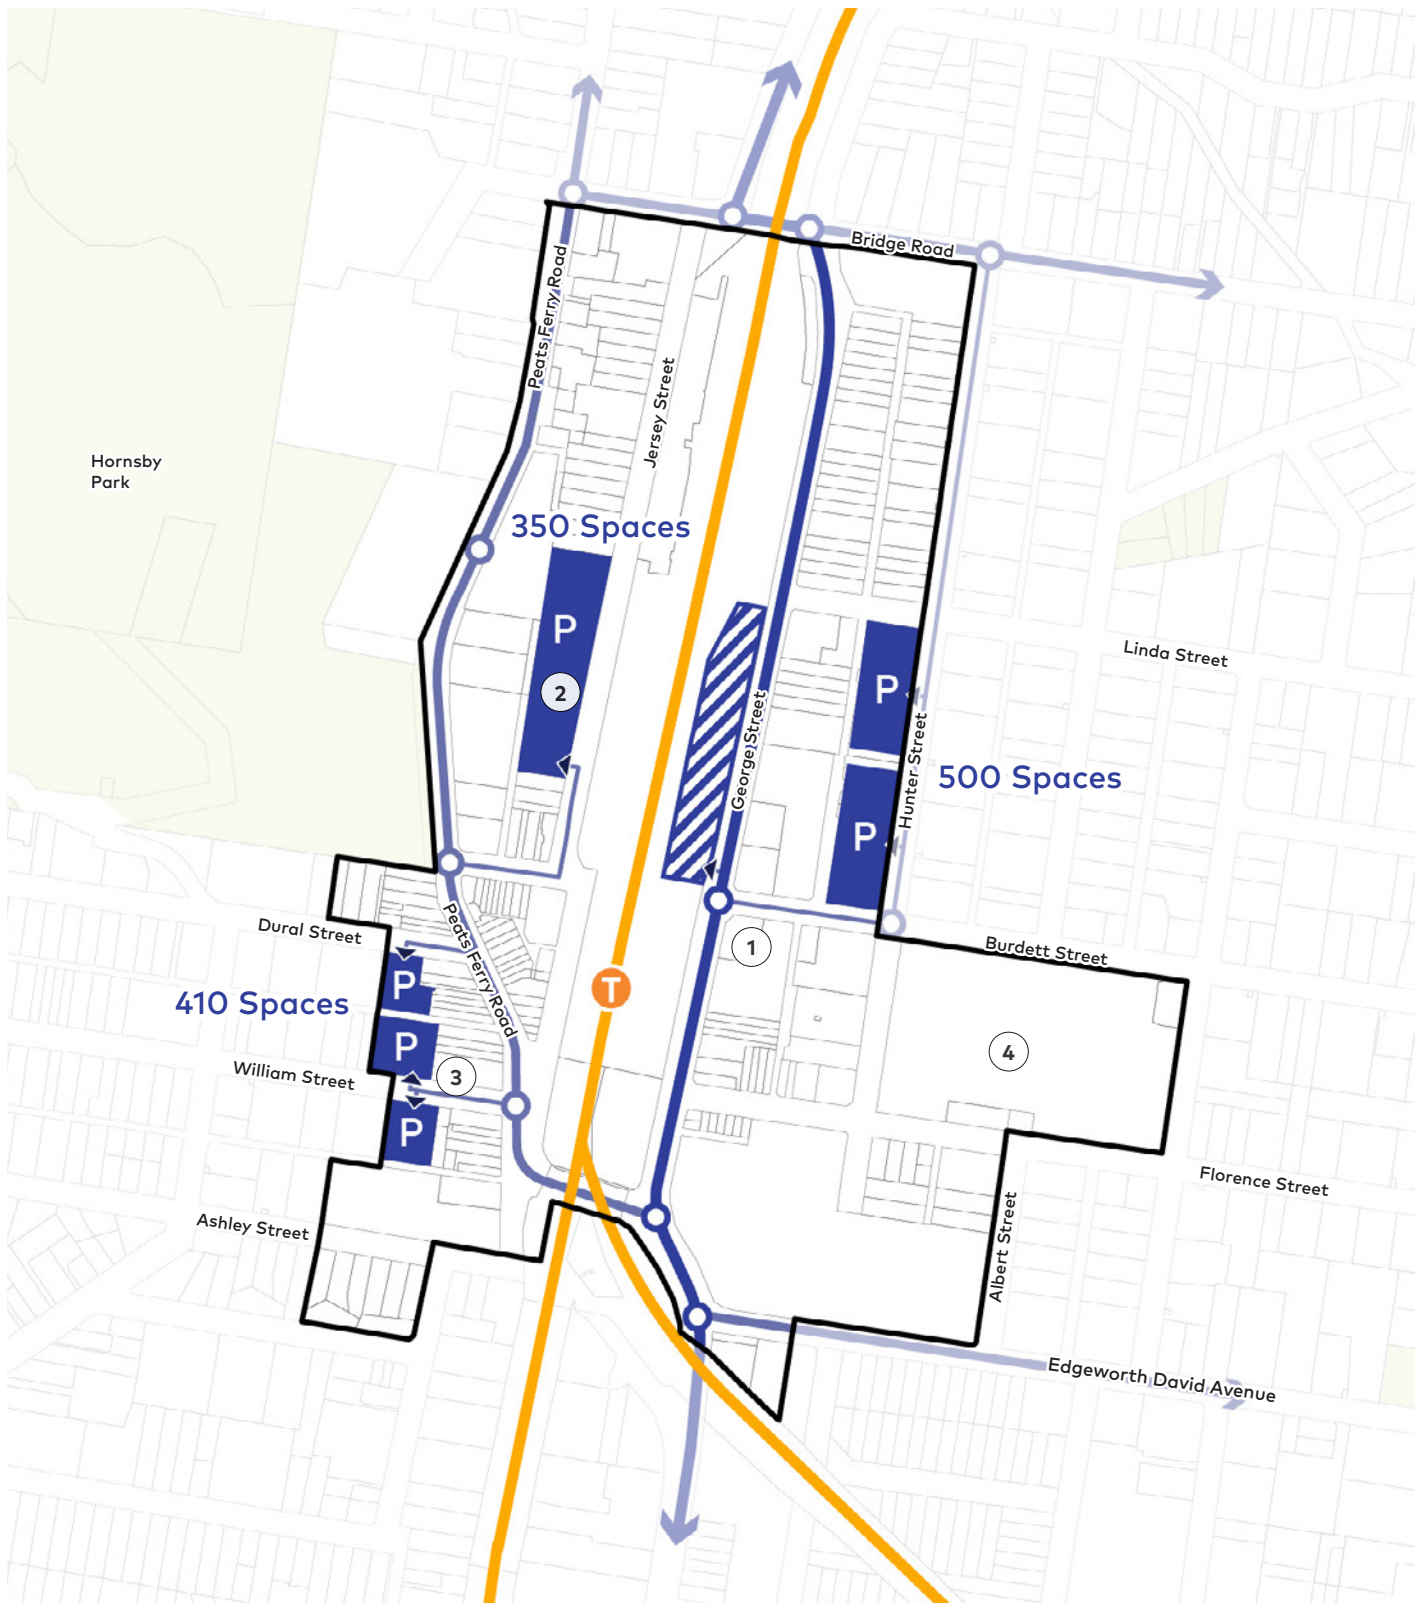 Bridge Road
Peats Ferry Road
Jersey Street
Hornsby
Park
350 Spaces
P
2
Linda Street
P
George Street
Hunter Street
500 Spaces
P
Dural Street
Peats Ferry Road
1
Burdett Street
P
410 Spaces
T
P
4
William Street
3
P
Florence Street
Ashley Street
Albert Street
Edgeworth David Avenue